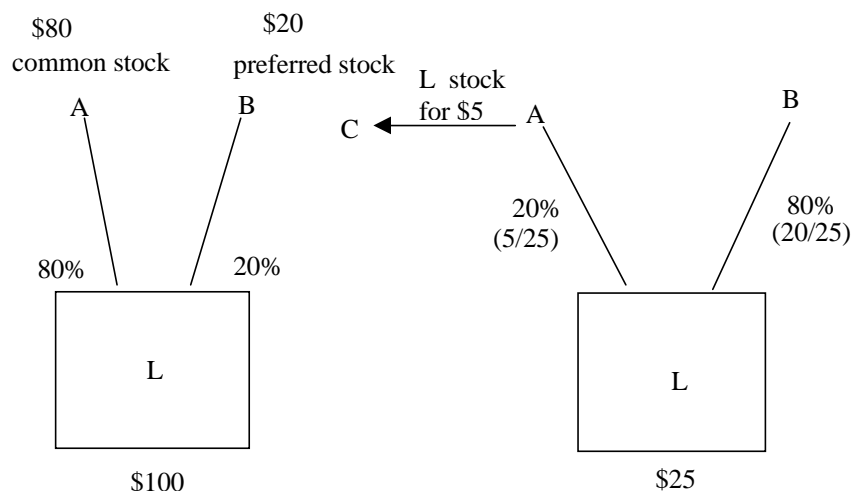 $80
common stock
$20
preferred stock
A
B
80%
20%
L
$100
L stock
for $5
C
A
B
20%
(5/25)
80%
(20/25)
L
$25